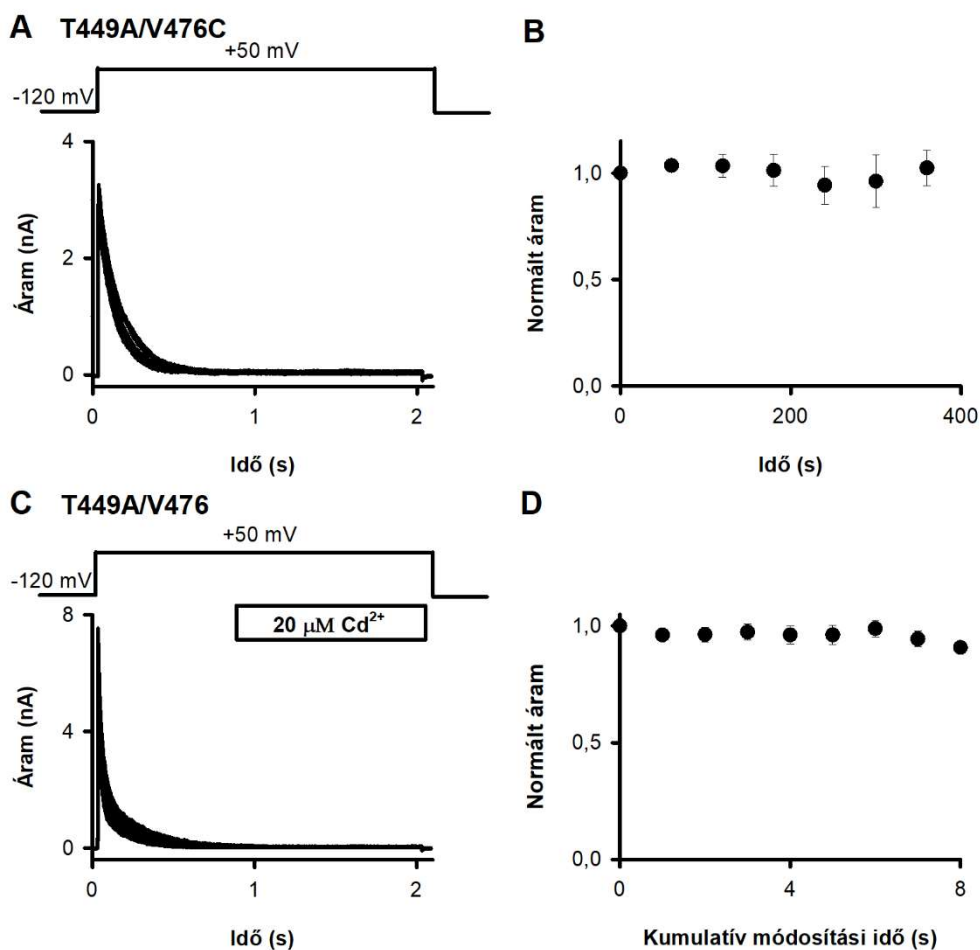 A T449A/V476C
+50 mV
-120 mV
4
2
0
Áram (nA)
0 1 2
Idő (s)
B
1,0
0,5
0,0
Normált áram
0 200 400
Idő (s)
C T449A/V476
+50 mV
-120 mV
20 μM Cd²⁺
8
4
0
Áram (nA)
0 1 2
Idő (s)
D
1,0
0,5
0,0
Normált áram
0 4 8
Kumulatív módosítási idő (s)